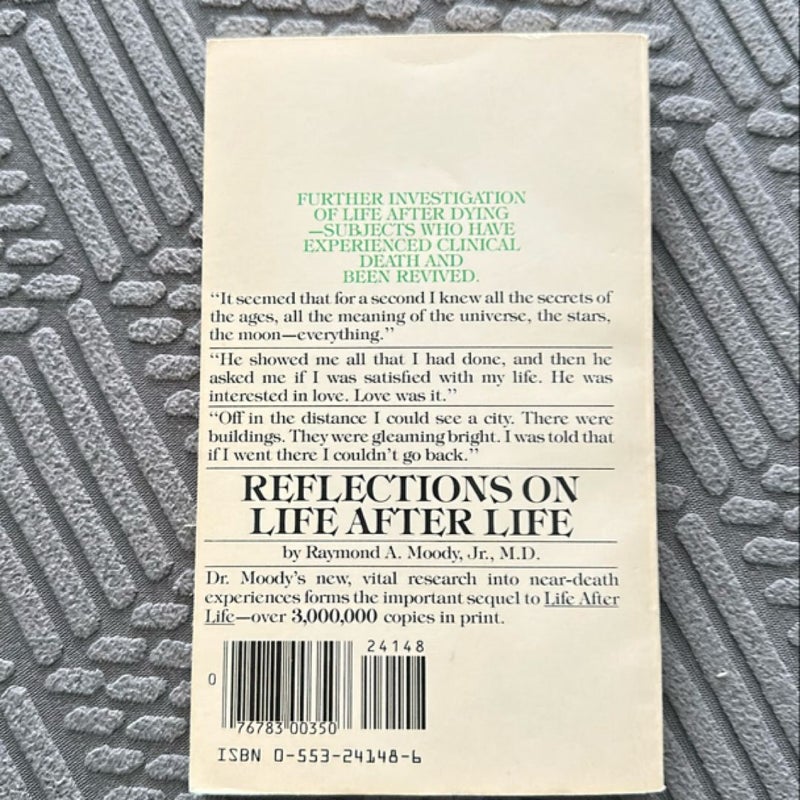 FURTHER INVESTIGATION
OF LIFE AFTER DYING
—SUBJECTS WHO HAVE
EXPERIENCED CLINICAL
DEATH AND
BEEN REVIVED.
“It seemed that for a second I knew all the secrets of
the ages, all the meaning of the universe, the stars,
the moon—everything.”
“He showed me all that I had done, and then he
asked me if I was satisfied with my life. He was
interested in love. Love was it.”
“Off in the distance I could see a city. There were
buildings. They were gleaming bright. I was told that
if I went there I couldn’t go back.”
REFLECTIONS ON
LIFE AFTER LIFE
by Raymond A. Moody, Jr., M.D.
Dr. Moody’s new, vital research into near-death
experiences forms the important sequel to Life After
Life—over 3,000,000 copies in print.
24148
0
76783 00350
ISBN 0-553-24148-6